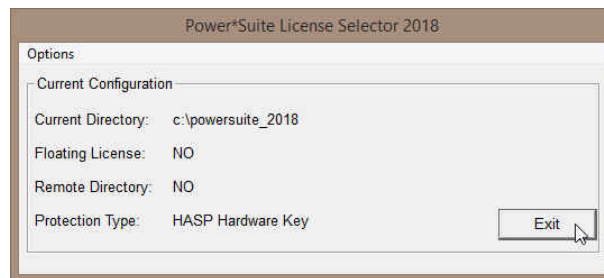 Power*Suite License Selector 2018
Options
Current Configuration
Current Directory: c:\powersuite_2018
Floating License: NO
Remote Directory: NO
Protection Type: HASP Hardware Key
Exit